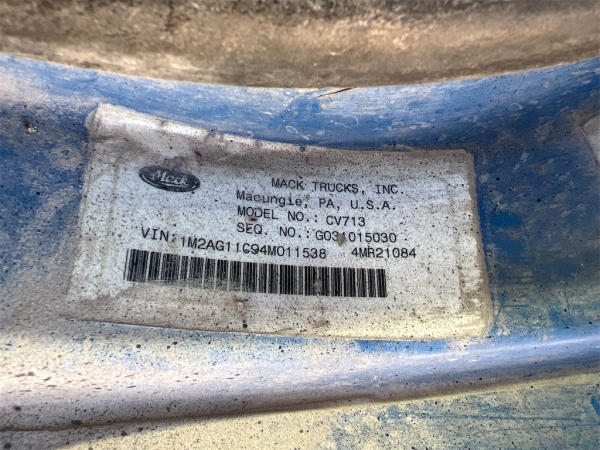 Mack
MACK TRUCKS, INC.
Macungie, PA, U.S.A.
MODEL NO.: CV713
SEQ. NO.: G031015030
VIN: 1M2AG11C94M011538 4MR21084